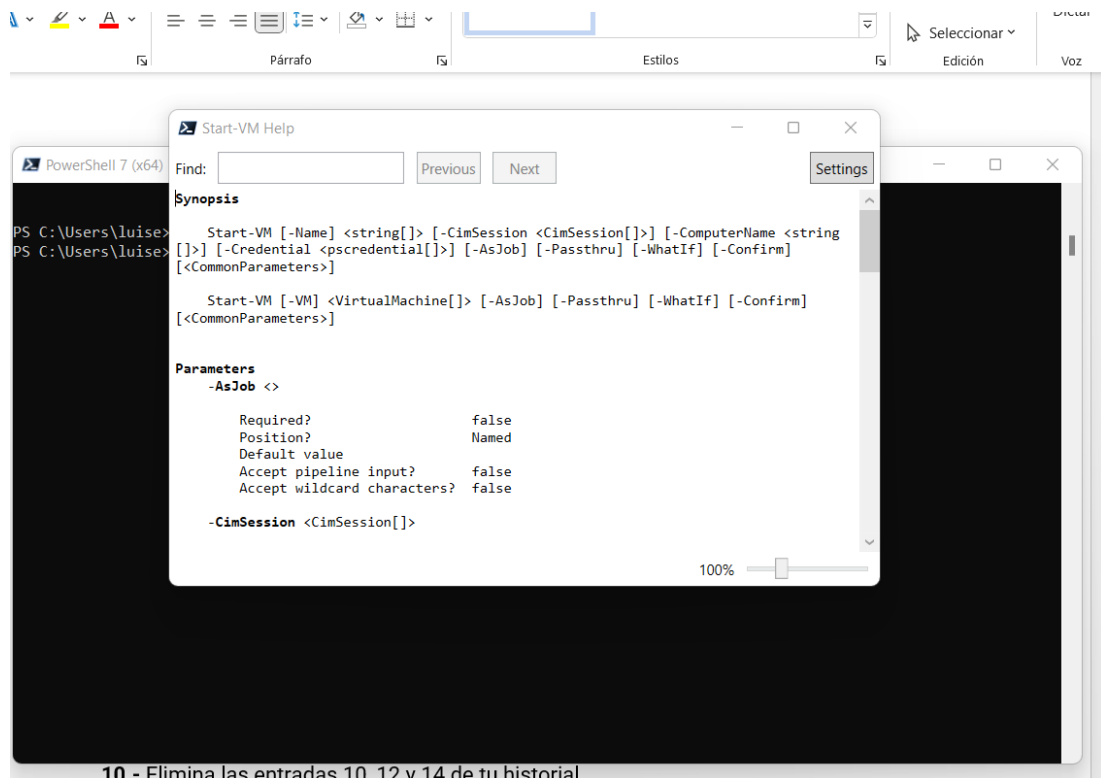 Seleccionar
Párrafo
Estilos
Edición
Voz
Start-VM Help
PowerShell 7 (x64)
Find:
Previous
Next
Settings
Synopsis
PS C:\Users\luise>
PS C:\Users\luise>
Start-VM [-Name] <string[]> [-CimSession <CimSession[]>] [-ComputerName <string
[]>] [-Credential <pscredential[]>] [-AsJob] [-Passthru] [-WhatIf] [-Confirm]
[<CommonParameters>]
Start-VM [-VM] <VirtualMachine[]> [-AsJob] [-Passthru] [-WhatIf] [-Confirm]
[<CommonParameters>]
Parameters
-AsJob <>
Required? false
Position? Named
Default value
Accept pipeline input? false
Accept wildcard characters? false
-CimSession <CimSession[]>
100%
10.- Elimina las entradas 10, 12 y 14 de tu historial